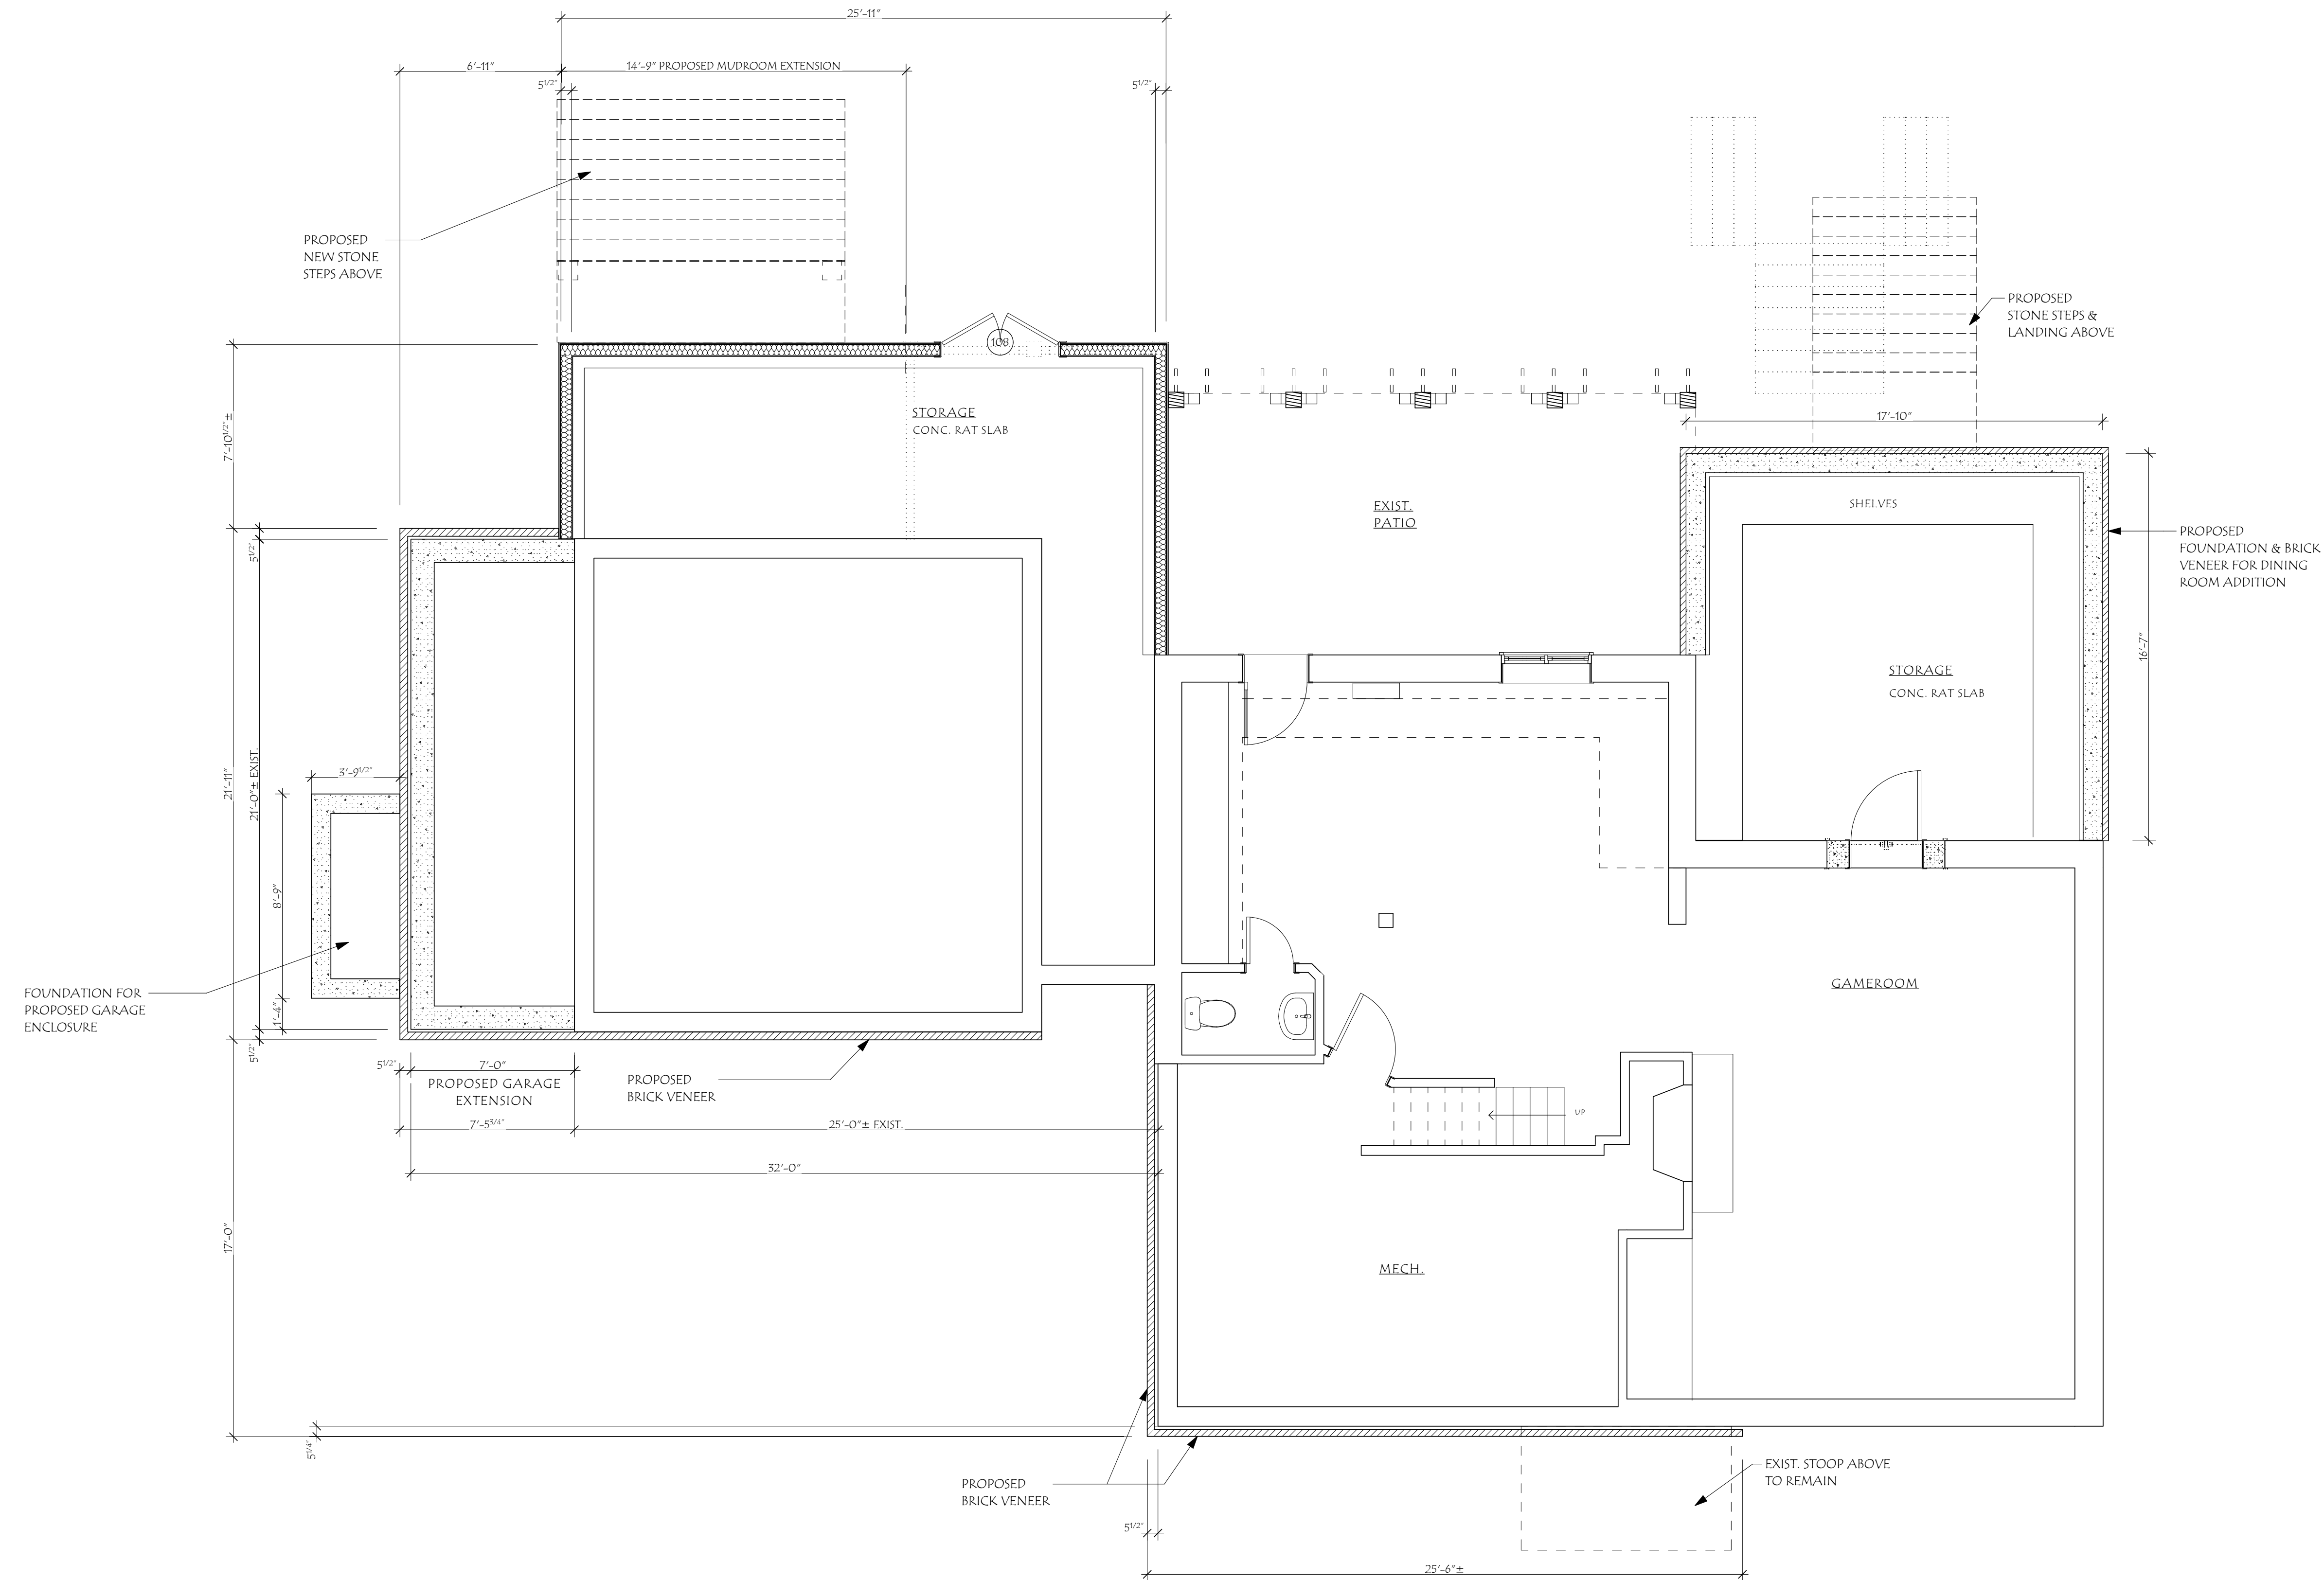 25'-11"
6'-11"
14'-9" PROPOSED MUDROOM EXTENSION
5 1/2"
5 1/2"
PROPOSED
NEW STONE
STEPS ABOVE
PROPOSED
STONE STEPS &
LANDING ABOVE
108
7'-10 1/2" ±
STORAGE
CONC. RAT SLAB
17'-10"
EXIST.
PATIO
SHELVES
PROPOSED
FOUNDATION & BRICK
VENEER FOR DINING
ROOM ADDITION
5 1/2"
16'-7"
STORAGE
CONC. RAT SLAB
21'-11"
21'-0" ± EXIST.
3'-9 1/2"
8'-9"
FOUNDATION FOR
PROPOSED GARAGE
ENCLOSURE
1'-4"
5 1/2"
GAMEROOM
5 1/2"
7'-0"
PROPOSED GARAGE
EXTENSION
PROPOSED
BRICK VENEER
UP
7'-5 3/4"
25'-0" ± EXIST.
32'-0"
17'-0"
MECH.
5 1/4"
PROPOSED
BRICK VENEER
EXIST. STOOP ABOVE
TO REMAIN
5 1/2"
25'-6" ±